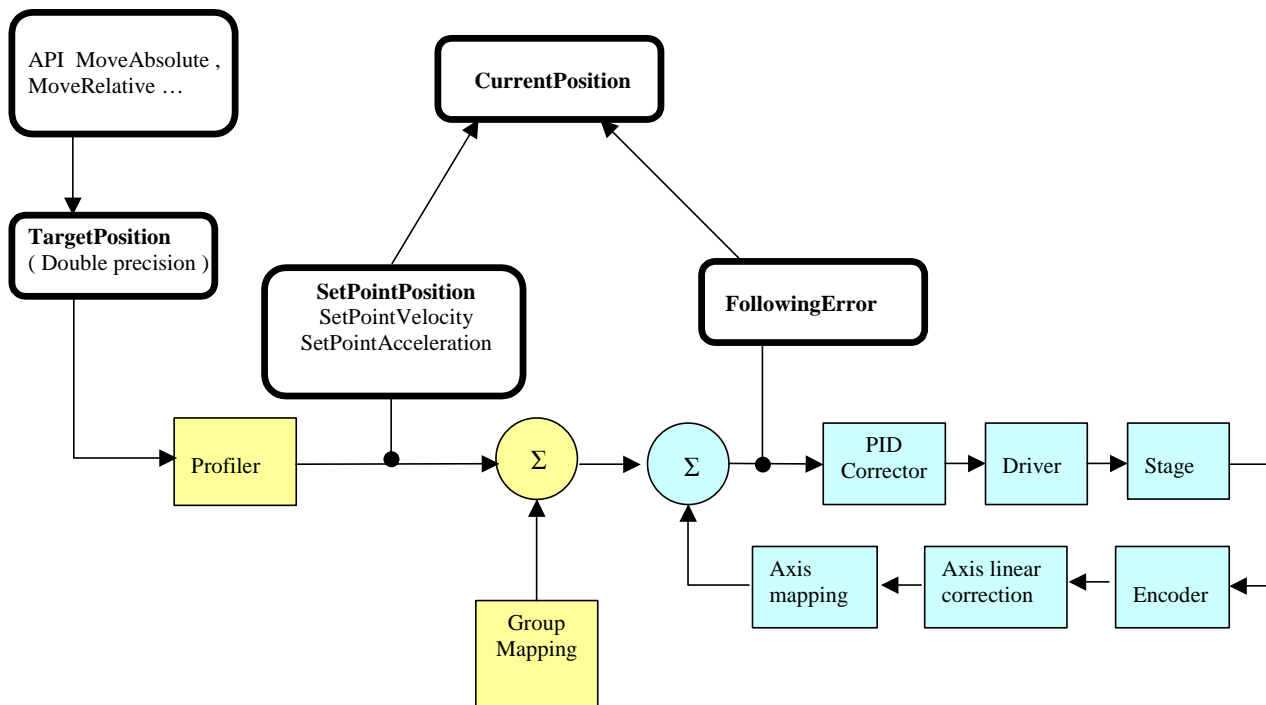 API MoveAbsolute ,
MoveRelative …
CurrentPosition
TargetPosition
( Double precision )
SetPointPosition
SetPointVelocity
SetPointAcceleration
FollowingError
Profiler
Σ
Σ
PID
Corrector
Driver
Stage
Group
Mapping
Axis
mapping
Axis linear
correction
Encoder